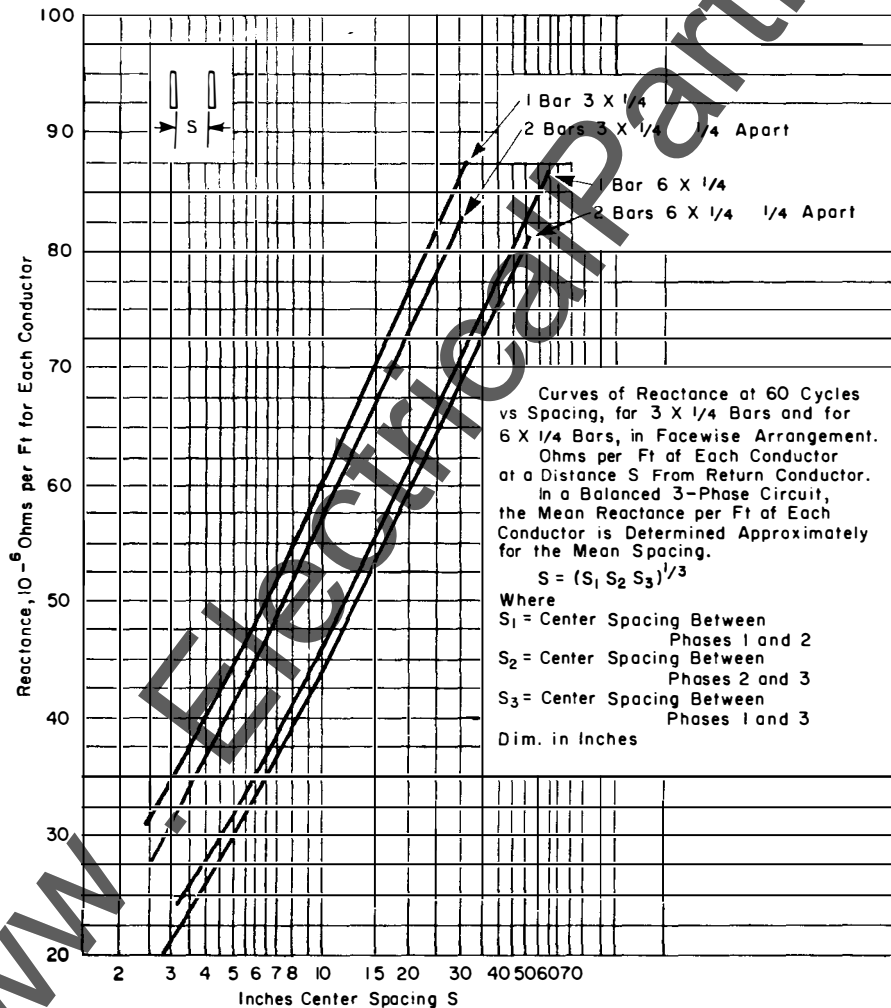 100
90
80
70
60
50
40
30
20
Reactance, 10-⁶ Ohms per Ft for Each Conductor
S
1 Bar 3 X 1/4
2 Bars 3 X 1/4 1/4 Apart
1 Bar 6 X 1/4
2 Bars 6 X 1/4 1/4 Apart
Curves of Reactance at 60 Cycles
vs Spacing, far 3 X 1/4 Bars and for
6 X 1/4 Bars, in Facewise Arrangement.
Ohms per Ft af Each Conductor
at a Distance S From Return Conductor.
In a Balanced 3-Phase Circuit,
the Mean Reactance per Ft af Each
Conductor is Determined Approximately
for the Mean Spacing.
S = (S₁ S₂ S₃)^1/3
Where
S₁ = Center Spacing Between
Phases 1 and 2
S₂ = Center Spacing Between
Phases 2 and 3
S₃ = Center Spacing Between
Phases 1 and 3
Dim. in Inches
2 3 4 5 6 7 8 10 15 20 30 40 50 60 70
Inches Center Spacing S
ww . ElectricalParti